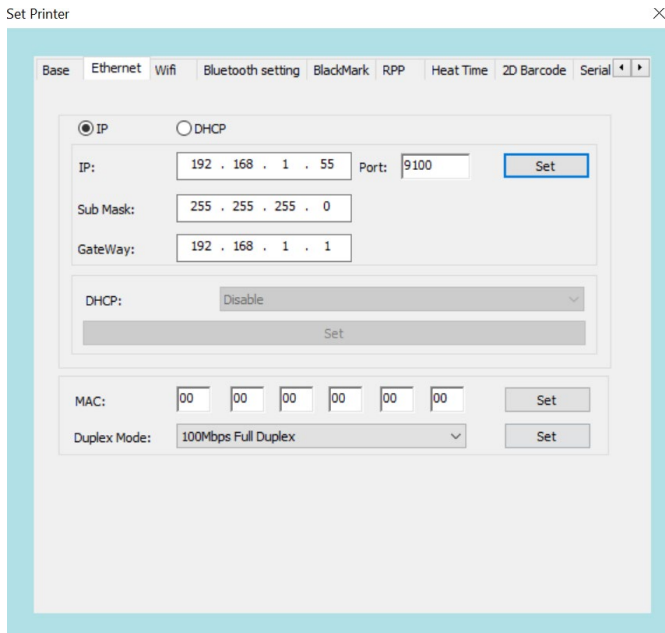 Set Printer
Base Ethernet Wifi Bluetooth setting BlackMark RPP Heat Time 2D Barcode Serial
IP DHCP
IP: 192 . 168 . 1 . 55 Port: 9100 Set
Sub Mask: 255 . 255 . 255 . 0
GateWay: 192 . 168 . 1 . 1
DHCP: Disable
Set
MAC: 00 00 00 00 00 00 Set
Duplex Mode: 100Mbps Full Duplex Set